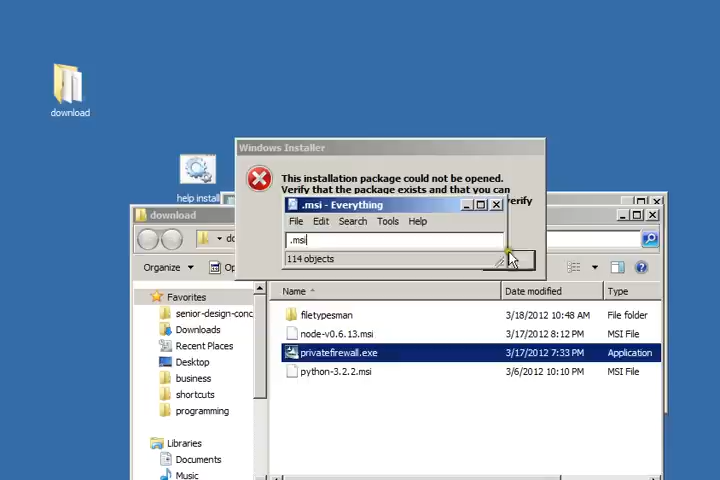 download
help install
Windows Installer
This installation package could not be opened.
Verify that the package exists and that you can
verify
.msi - Everything
File Edit Search Tools Help
.msi
114 objects
download
Organize
Name Date modified Type
Favorites
senior-design-conc
Downloads
Recent Places
Desktop
business
shortcuts
programming
Libraries
Documents
Music
filetypesman 3/18/2012 10:48 AM File folder
node-v0.6.13.msi 3/17/2012 8:12 PM MSI File
privatefirewall.exe 3/17/2012 7:33 PM Application
python-3.2.2.msi 3/6/2012 10:10 PM MSI File